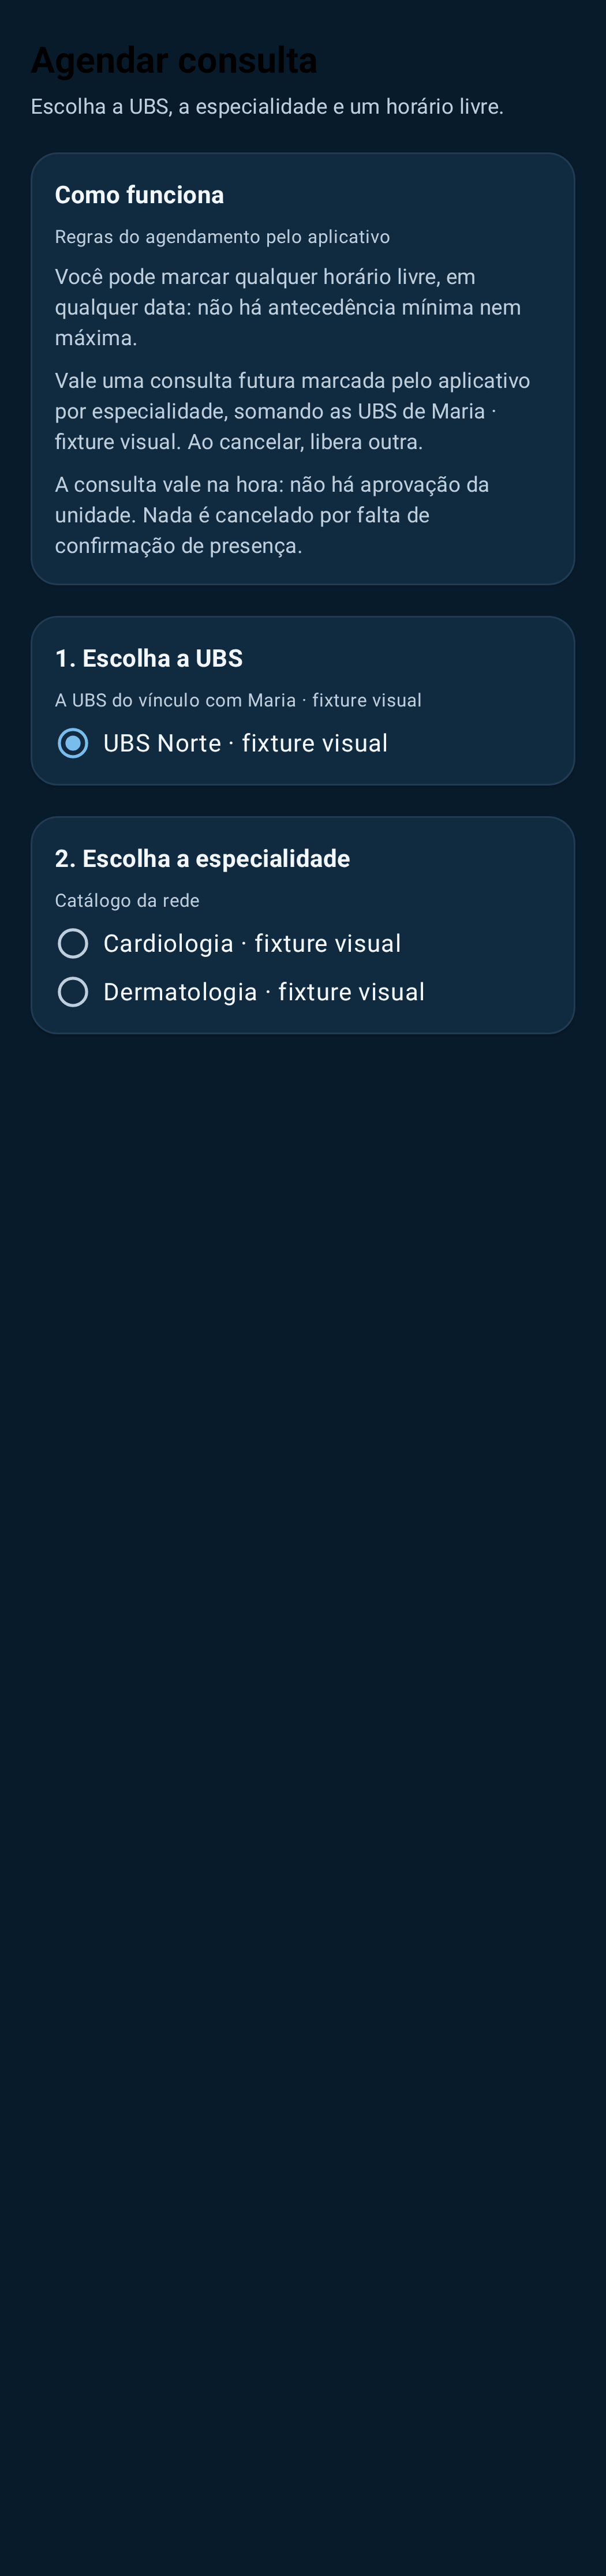 Agendar consulta
Escolha a UBS, a especialidade e um horário livre.
Como funciona
Regras do agendamento pelo aplicativo
Você pode marcar qualquer horário livre, em
qualquer data: não há antecedência mínima nem
máxima.
Vale uma consulta futura marcada pelo aplicativo
por especialidade, somando as UBS de Maria ·
fixture visual. Ao cancelar, libera outra.
A consulta vale na hora: não há aprovação da
unidade. Nada é cancelado por falta de
confirmação de presença.
1. Escolha a UBS
A UBS do vínculo com Maria · fixture visual
UBS Norte · fixture visual
2. Escolha a especialidade
Catálogo da rede
Cardiologia · fixture visual
Dermatologia · fixture visual